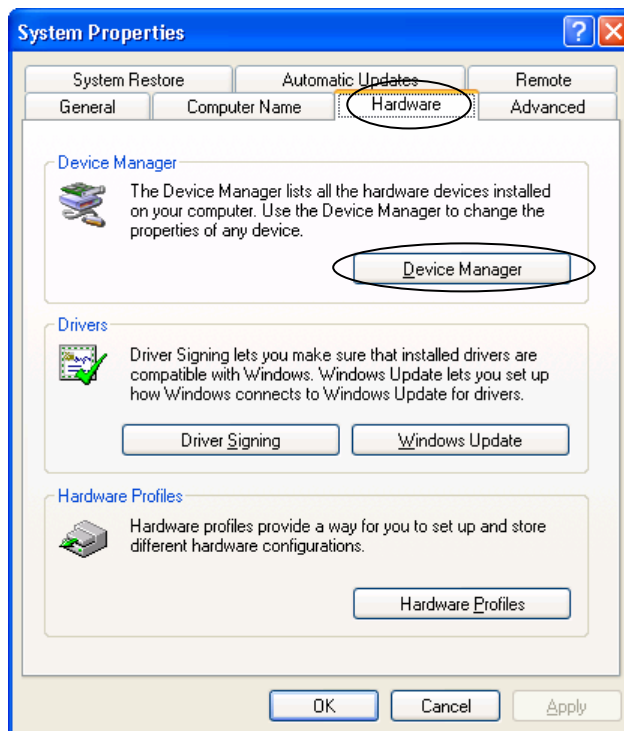 System Properties
System Restore Automatic Updates Remote
General Computer Name Hardware Advanced
Device Manager
The Device Manager lists all the hardware devices installed
on your computer. Use the Device Manager to change the
properties of any device.
Device Manager
Drivers
Driver Signing lets you make sure that installed drivers are
compatible with Windows. Windows Update lets you set up
how Windows connects to Windows Update for drivers.
Driver Signing Windows Update
Hardware Profiles
Hardware profiles provide a way for you to set up and store
different hardware configurations.
Hardware Profiles
OK Cancel Apply